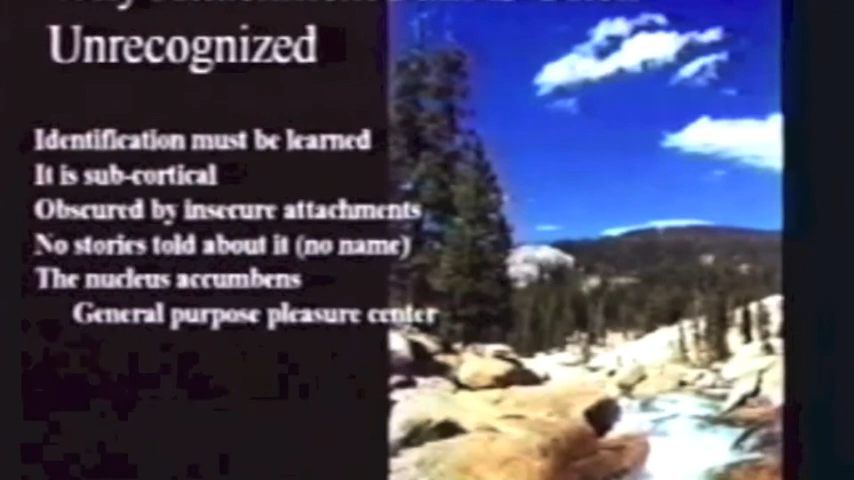 Unrecognized
Identification must be learned
It is sub-cortical
Obscured by insecure attachments
No stories told about it (no name)
The nucleus accumbens
General purpose pleasure center